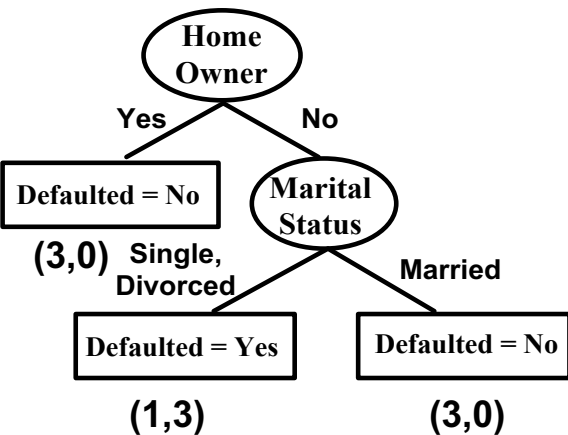 Home
Owner
Yes
No
Defaulted = No
Marital
Status
(3,0)
Single,
Divorced
Married
Defaulted = Yes
Defaulted = No
(1,3)
(3,0)